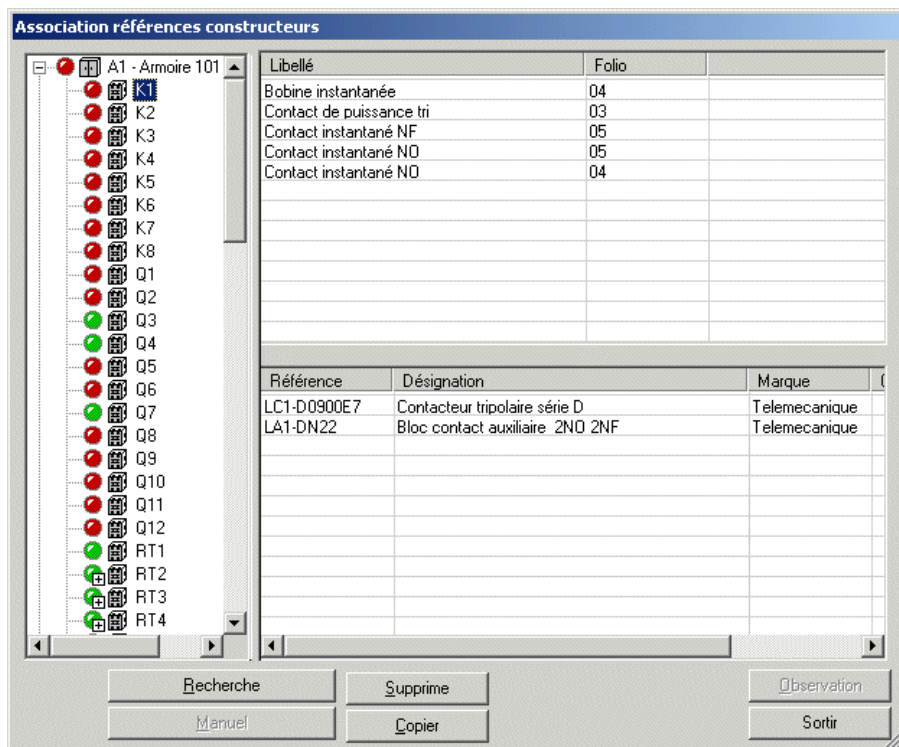 Association références constructeurs
A1 - Armoire 101
K1
K2
K3
K4
K5
K6
K7
K8
Q1
Q2
Q3
Q4
Q5
Q6
Q7
Q8
Q9
Q10
Q11
Q12
RT1
RT2
RT3
RT4
Libellé Folio
Bobine instantanée 04
Contact de puissance tri 03
Contact instantané NF 05
Contact instantané NO 05
Contact instantané NO 04
Référence Désignation Marque
LC1-D0900E7 Contacteur tripolaire série D Telemecanique
LA1-DN22 Bloc contact auxiliaire 2NO 2NF Telemecanique
Recherche Supprime Observation
Manuel Copier Sortir